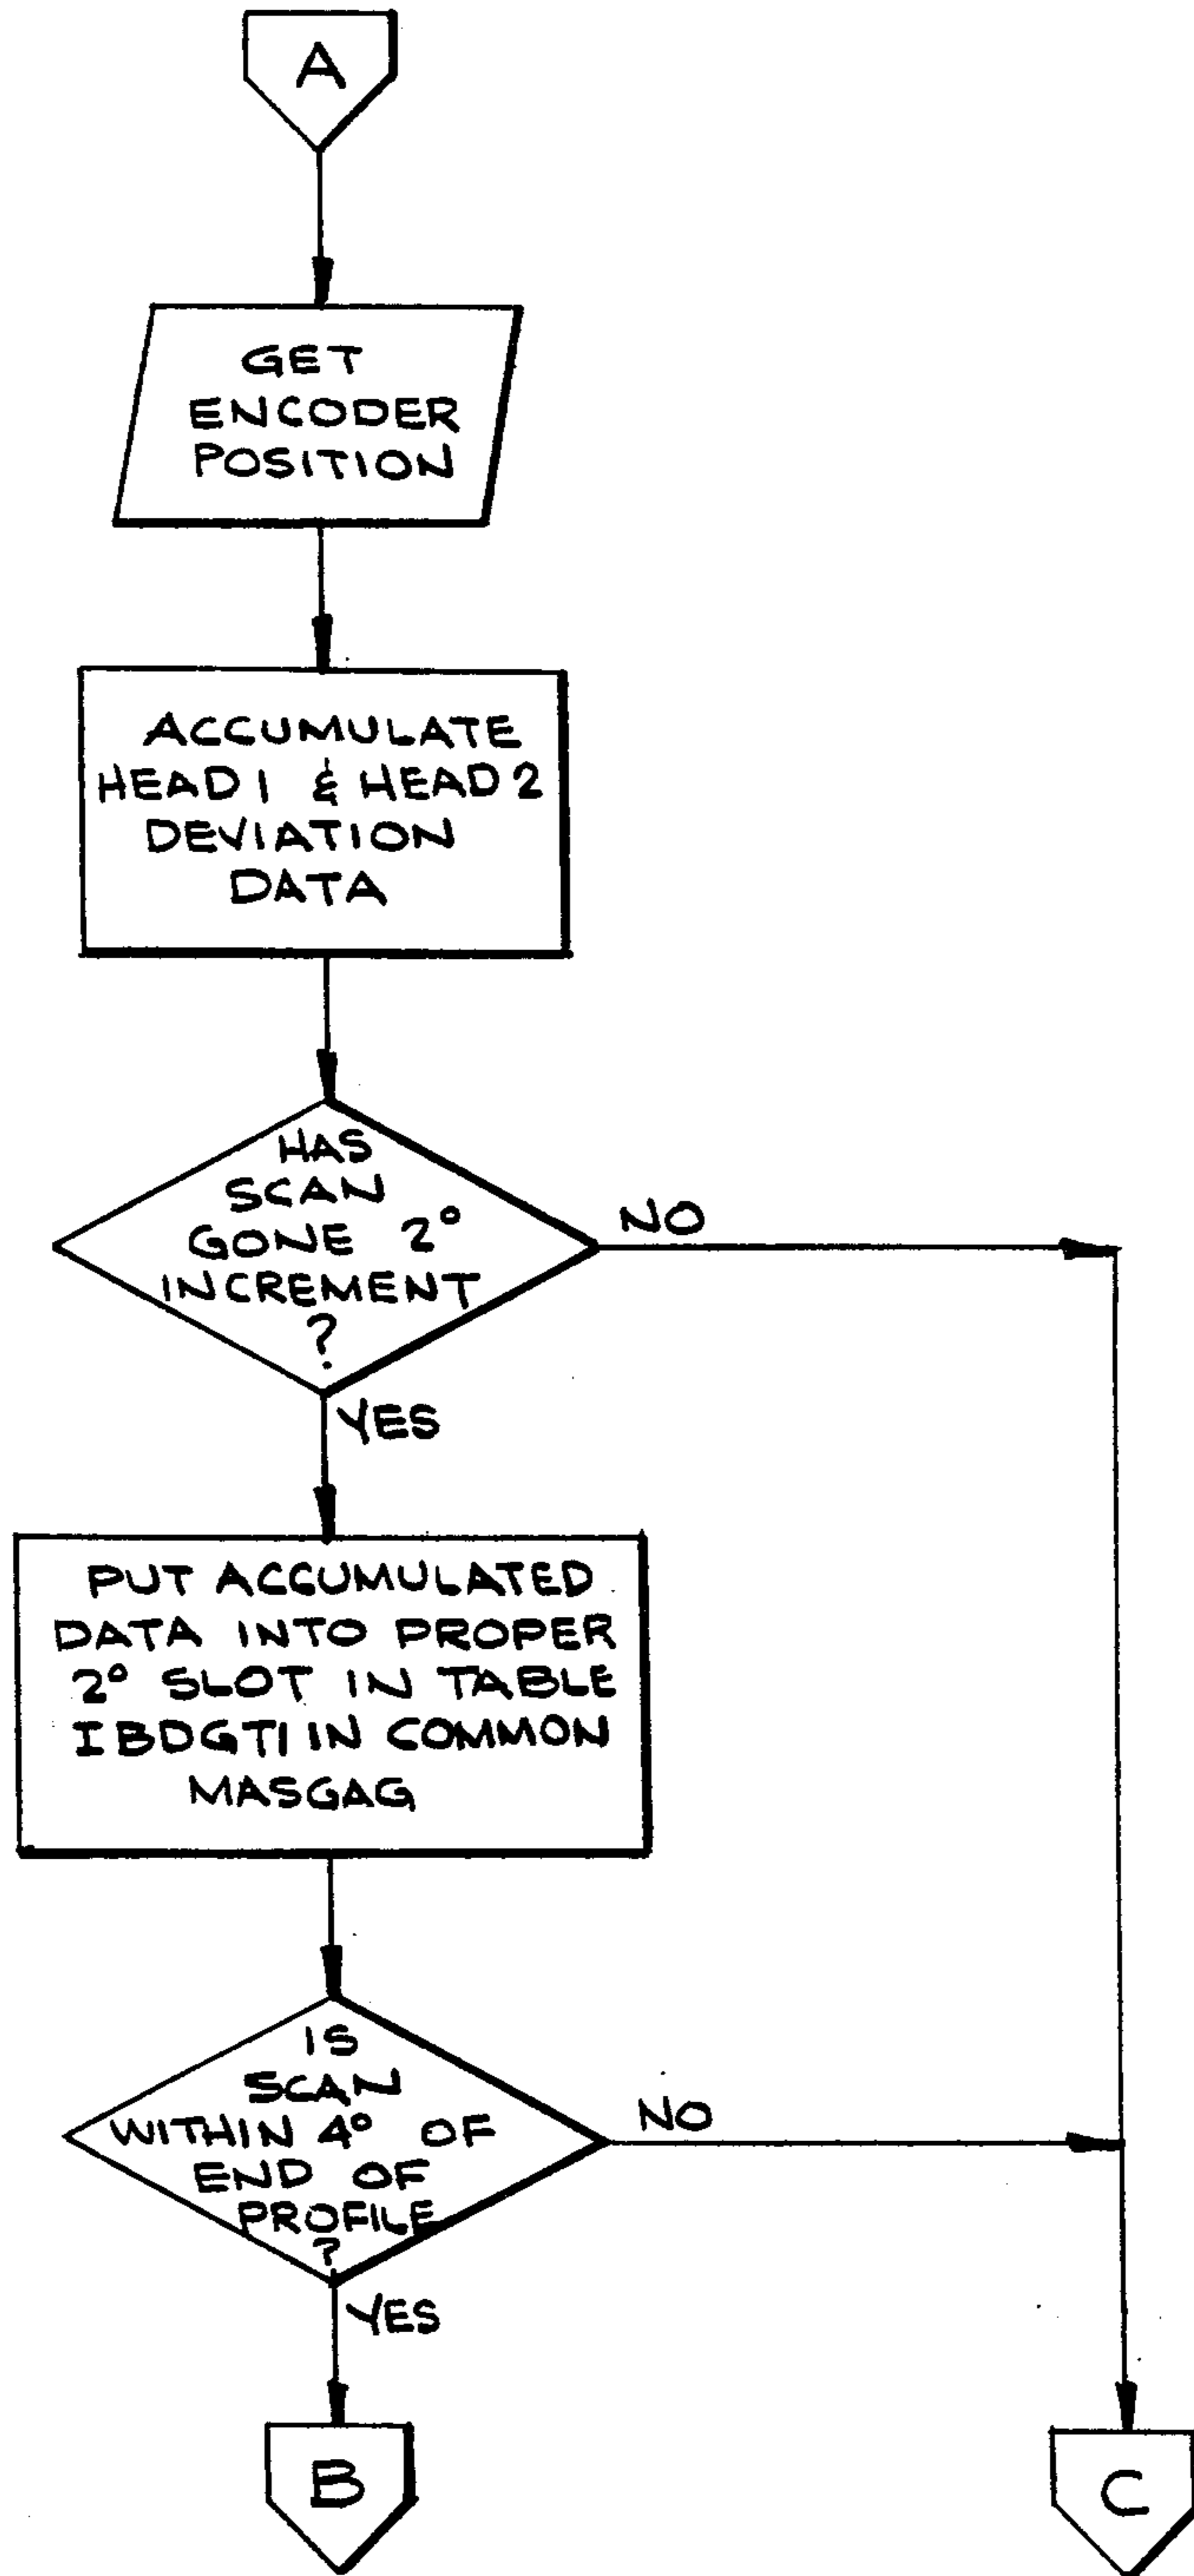 A
GET
ENCODER
POSITION
ACCUMULATE
HEAD 1 & HEAD 2
DEVIATION
DATA
HAS
SCAN
GONE 2°
INCREMENT
?
NO
YES
PUT ACCUMULATED
DATA INTO PROPER
2° SLOT IN TABLE
IBDGT1 IN COMMON
MASGAG
IS
SCAN
WITHIN 4° OF
END OF
PROFILE
?
NO
YES
B
C